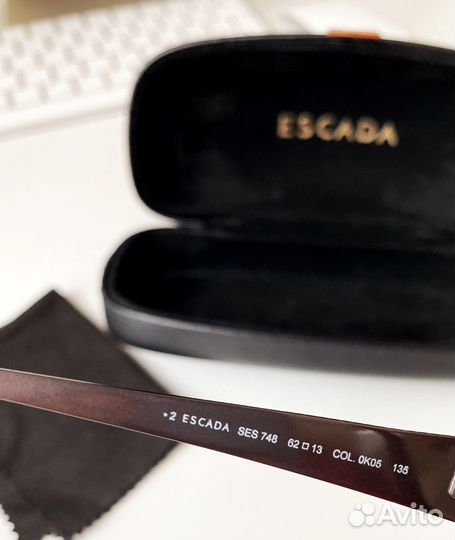 ESCADA
*2 ESCADA SES 748 62□13 COL. 0K05 135
Avito